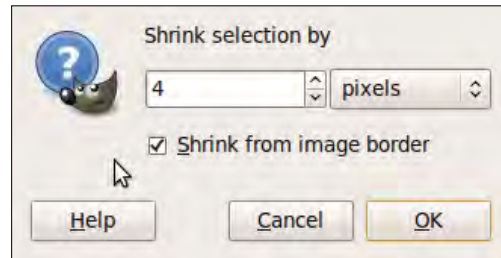 Shrink selection by
4 pixels
Shrink from image border
Help Cancel OK